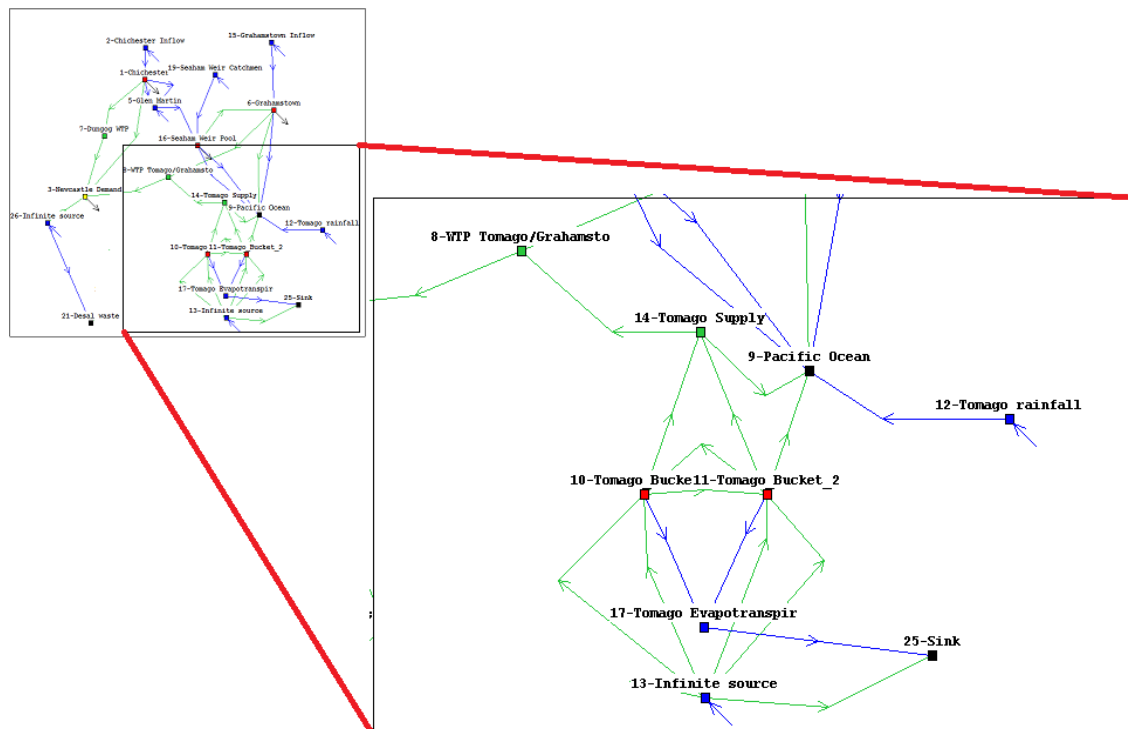 2-Chichester Inflow
15-Grahamstown Inflow
19-Seaham Weir Catchmen
1-Chichester
5-Glen Martin
6-Grahamstown
7-Dungog WTP
16-Seaham Weir Pool
8-WTP Tomago/Grahamsto
3-Newcastle Demand
14-Tomago Supply
9-Pacific Ocean
26-Infinite source
12-Tomago rainfall
10-Tomago 11-Tomago Bucket_2
17-Tomago Evapotranspir
25-Sink
13-Infinite source
21-Desal waste
8-WTP Tomago/Grahamsto
14-Tomago Supply
9-Pacific Ocean
12-Tomago rainfall
10-Tomago Bucke 11-Tomago Bucket_2
17-Tomago Evapotranspir
25-Sink
13-Infinite source